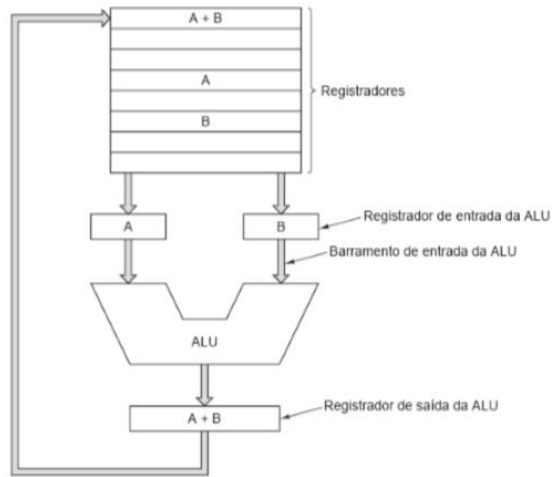 A + B
A
Registradores
B
A
B
Registrador de entrada da ALU
Barramento de entrada da ALU
ALU
A + B
Registrador de saída da ALU